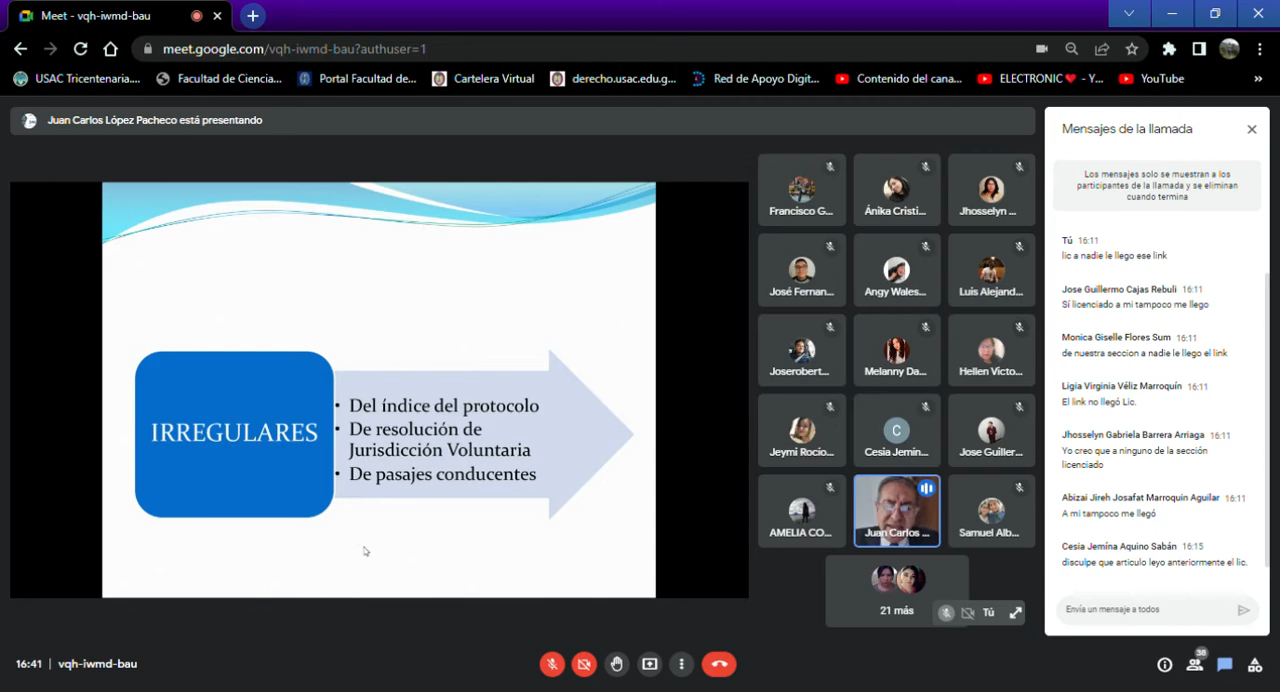 Meet - vqh-iwmd-bau
meet.google.com/vqh-iwmd-bau?authuser=1
USAC Tricentenaria...
Facultad de Ciencia...
Portal Facultad de...
Cartelera Virtual
derecho.usac.edu.g...
Red de Apoyo Digit...
Contenido del cana...
ELECTRONIC❤ - Y...
YouTube
Juan Carlos López Pacheco está presentando
IRREGULARES
• Del índice del protocolo
• De resolución de
Jurisdicción Voluntaria
• De pasajes conducentes
Francisco G...
Ánika Cristi...
Jhosselyn ...
José Fernan...
Angy Wales...
Luis Alejand...
Joserobert...
Melanny Da...
Hellen Victo...
Jeymi Rocío...
C
Cesia Jemin...
Jose Guiller...
AMELIA CO...
Juan Carlos ...
Samuel Alb...
21 más
Tú
Mensajes de la llamada
Los mensajes solo se muestran a los
participantes de la llamada y se eliminan
cuando termina
Tú 16:11
lic a nadie le llego ese link
Jose Guillermo Cajas Rebuli 16:11
Sí licenciado a mi tampoco me llego
Monica Giselle Flores Sum 16:11
de nuestra seccion a nadie le llego el link
Ligia Virginia Véliz Marroquín 16:11
El link no llegó Lic.
Jhosselyn Gabriela Barrera Arriaga 16:11
Yo creo que a ninguno de la sección
licenciado
Abizai Jireh Josafat Marroquin Aguilar 16:11
A mi tampoco me llegó
Cesia Jemína Aquino Sabán 16:15
disculpe que articulo leyo anteriormente el lic.
Envía un mensaje a todos
16:41 | vqh-iwmd-bau
38